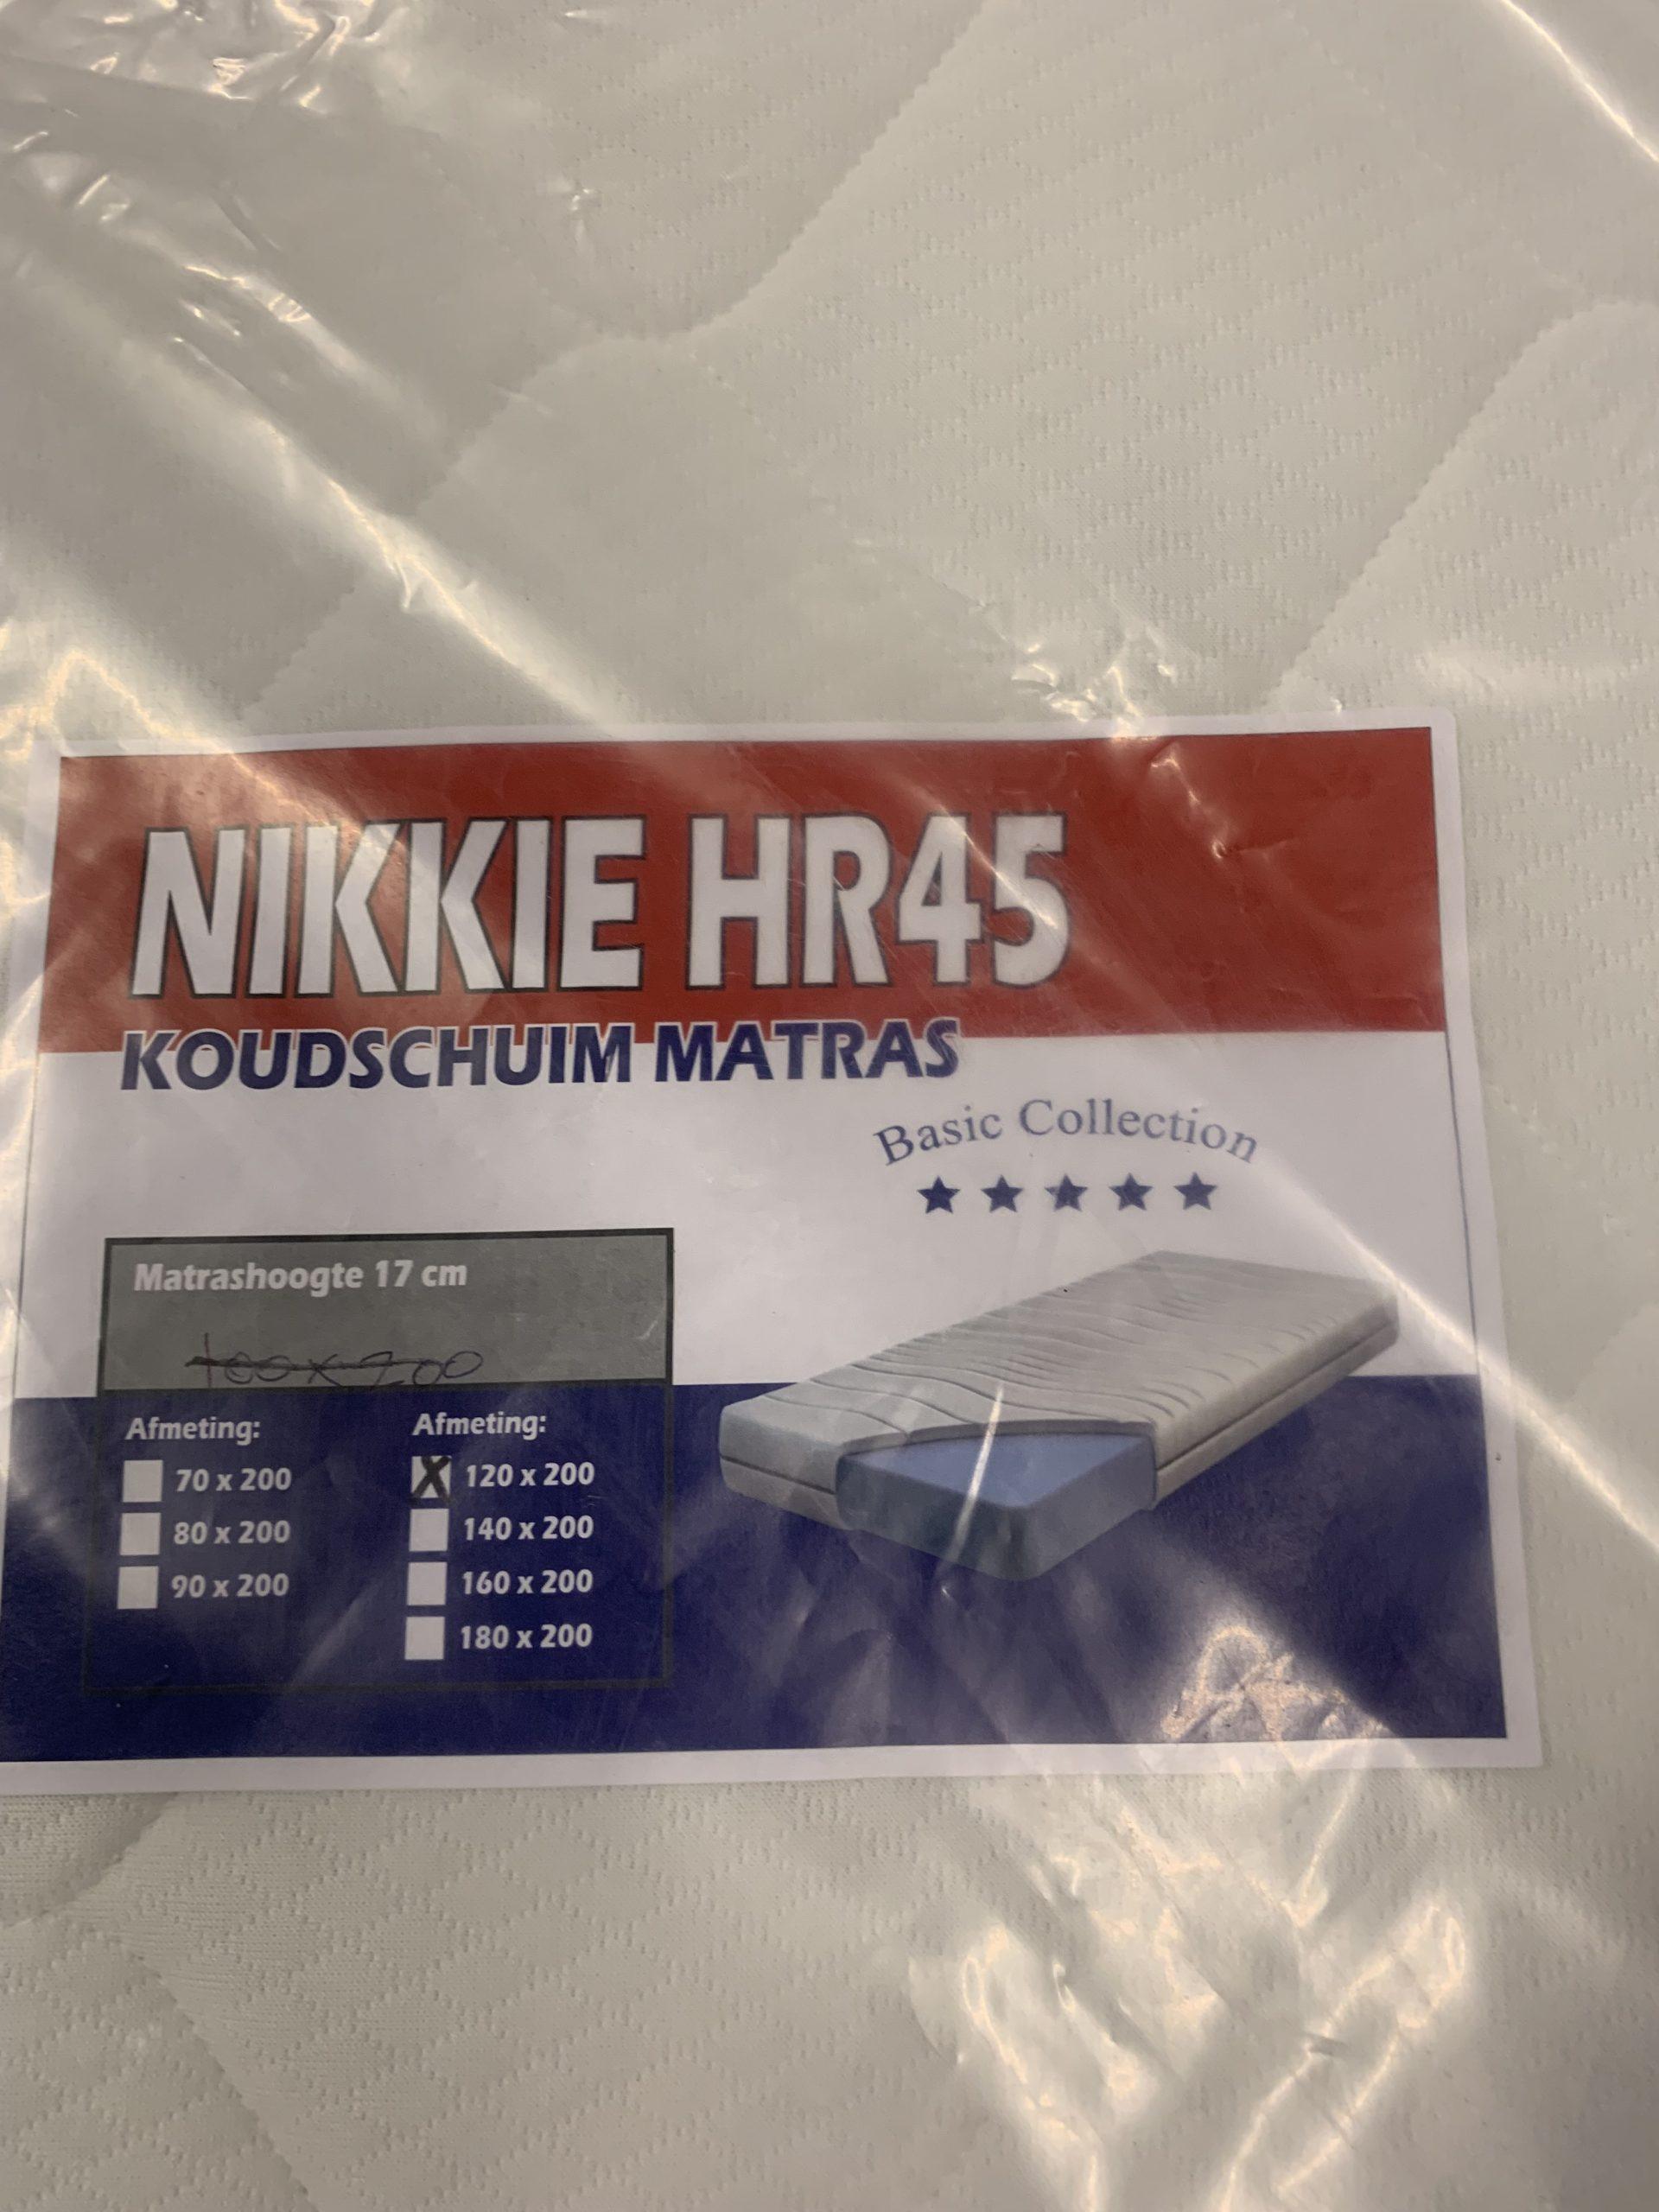 NIKKIE HR45
KOUDSCHUIM MATRAS
Basic Collection
Matrashoogte 17 cm
100x200
Afmeting:
70 x 200
80 x 200
90 x 200
Afmeting:
X 120 x 200
140 x 200
160 x 200
180 x 200